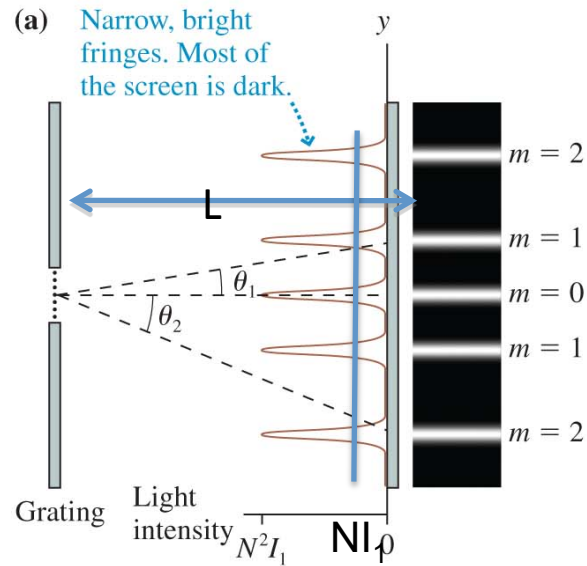 (a)
Narrow, bright
fringes. Most of
the screen is dark.
y
L
m = 2
m = 1
θ₁
m = 0
θ₂
m = 1
m = 2
Grating
Light
intensity
N²I₁
NI₁
0